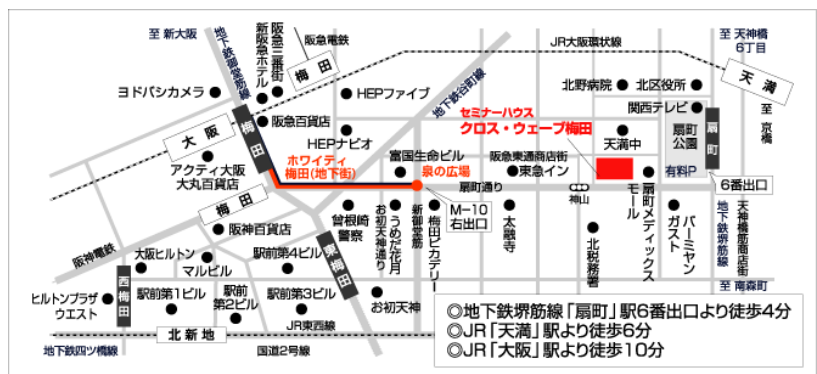 至 新大阪
地下鉄御堂筋線
新阪急ホテル
阪急三番街
阪急電鉄
梅田
JR大阪環状線
至 天神橋
6丁目
ヨドバシカメラ
HEPファイブ
地下鉄谷町線
北野病院
北区役所
天満
関西テレビ
至 京橋
セミナーハウス
クロス・ウェーブ梅田
大阪
梅田
阪急百貨店
HEPナビオ
天満中
扇町
公園
扇町
アクティ大阪
大丸百貨店
ホワイティ
梅田(地下街)
富国生命ビル
泉の広場
阪急東通商店街
東急イン
有料P
扇町通り
神山
6番出口
梅田
M-10
右出口
阪神電鉄
阪神百貨店
曽根崎
警察
お初天神通り
うめだ花月
新御堂筋
梅田ピカデリー
太融寺
北税務署
扇町メディックス
モール
ガスト
バーミヤン
地下鉄堺筋線
天神橋筋商店街
大阪ヒルトン
マルビル
駅前第4ビル
東梅田
西梅田
ヒルトンプラザ
ウエスト
駅前第1ビル
駅前
第2ビル
駅前第3ビル
お初天神
至 南森町
北新地
JR東西線
地下鉄四ツ橋線
国道2号線
◎地下鉄堺筋線「扇町」駅6番出口より徒歩4分
◎JR「天満」駅より徒歩6分
◎JR「大阪」駅より徒歩10分